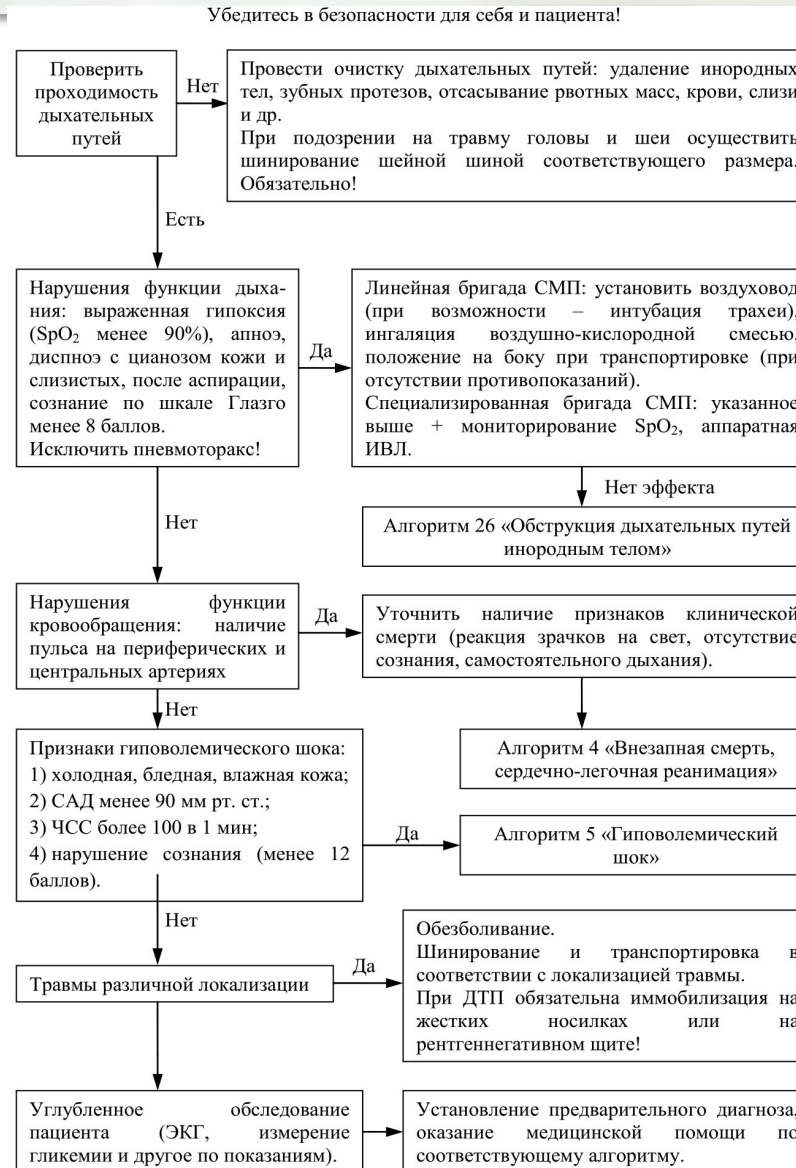 Убедитесь в безопасности для себя и пациента!
Проверить
проходимость
дыхательных
путей
Нет
Провести очистку дыхательных путей: удаление инородных
тел, зубных протезов, отсасывание рвотных масс, крови, слизи
и др.
При подозрении на травму головы и шеи осуществить
шинирование шейной шиной соответствующего размера.
Обязательно!
Есть
Нарушения функции дыха-
ния: выраженная гипоксия
(SpO₂ менее 90%), апноэ,
диспноэ с цианозом кожи и
слизистых, после аспирации,
сознание по шкале Глазго
менее 8 баллов.
Исключить пневмоторакс!
Да
Линейная бригада СМП: установить воздуховод
(при возможности – интубация трахеи),
ингаляция воздушно-кислородной смесью,
положение на боку при транспортировке (при
отсутствии противопоказаний).
Специализированная бригада СМП: указанное
выше + мониторирование SpO₂, аппаратная
ИВЛ.
Нет эффекта
Алгоритм 26 «Обструкция дыхательных путей
инородным телом»
Нет
Нарушения функции
кровообращения: наличие
пульса на периферических и
центральных артериях
Да
Уточнить наличие признаков клинической
смерти (реакция зрачков на свет, отсутствие
сознания, самостоятельного дыхания).
Нет
Алгоритм 4 «Внезапная смерть,
сердечно-легочная реанимация»
Признаки гиповолемического шока:
1) холодная, бледная, влажная кожа;
2) САД менее 90 мм рт. ст.;
3) ЧСС более 100 в 1 мин;
4) нарушение сознания (менее 12
баллов).
Да
Алгоритм 5 «Гиповолемический
шок»
Нет
Травмы различной локализации
Да
Обезболивание.
Шинирование и транспортировка в
соответствии с локализацией травмы.
При ДТП обязательна иммобилизация на
жестких носилках или на
рентгеннегативном щите!
Углубленное обследование
пациента (ЭКГ, измерение
гликемии и другое по показаниям).
Установление предварительного диагноза,
оказание медицинской помощи по
соответствующему алгоритму.